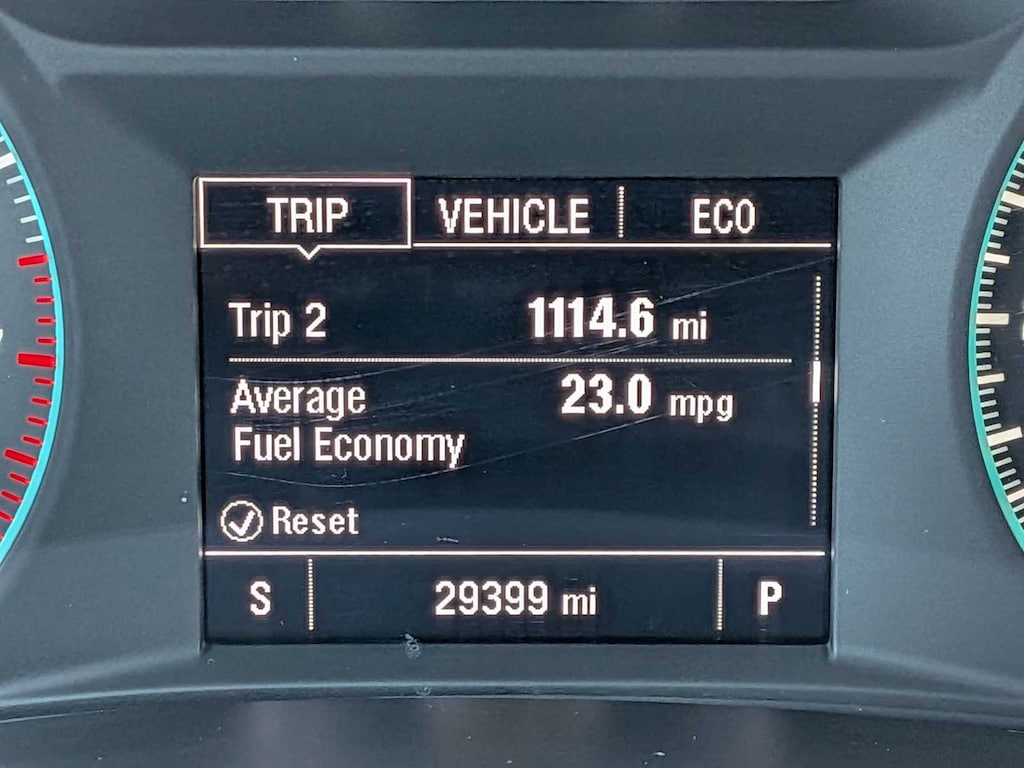 TRIP VEHICLE ECO
Trip 2 1114.6 mi
Average 23.0 mpg
Fuel Economy
Reset
S 29399 mi P